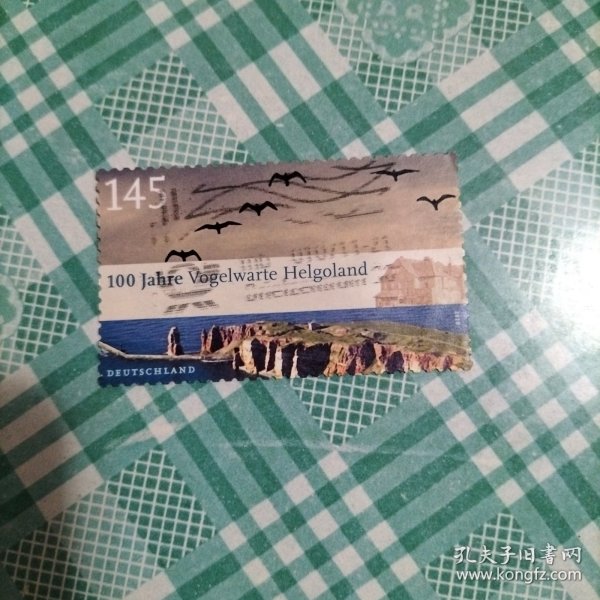 145
100 Jahre Vogelwarte Helgoland
DEUTSCHLAND
孔夫子旧书网
www.kongfz.com